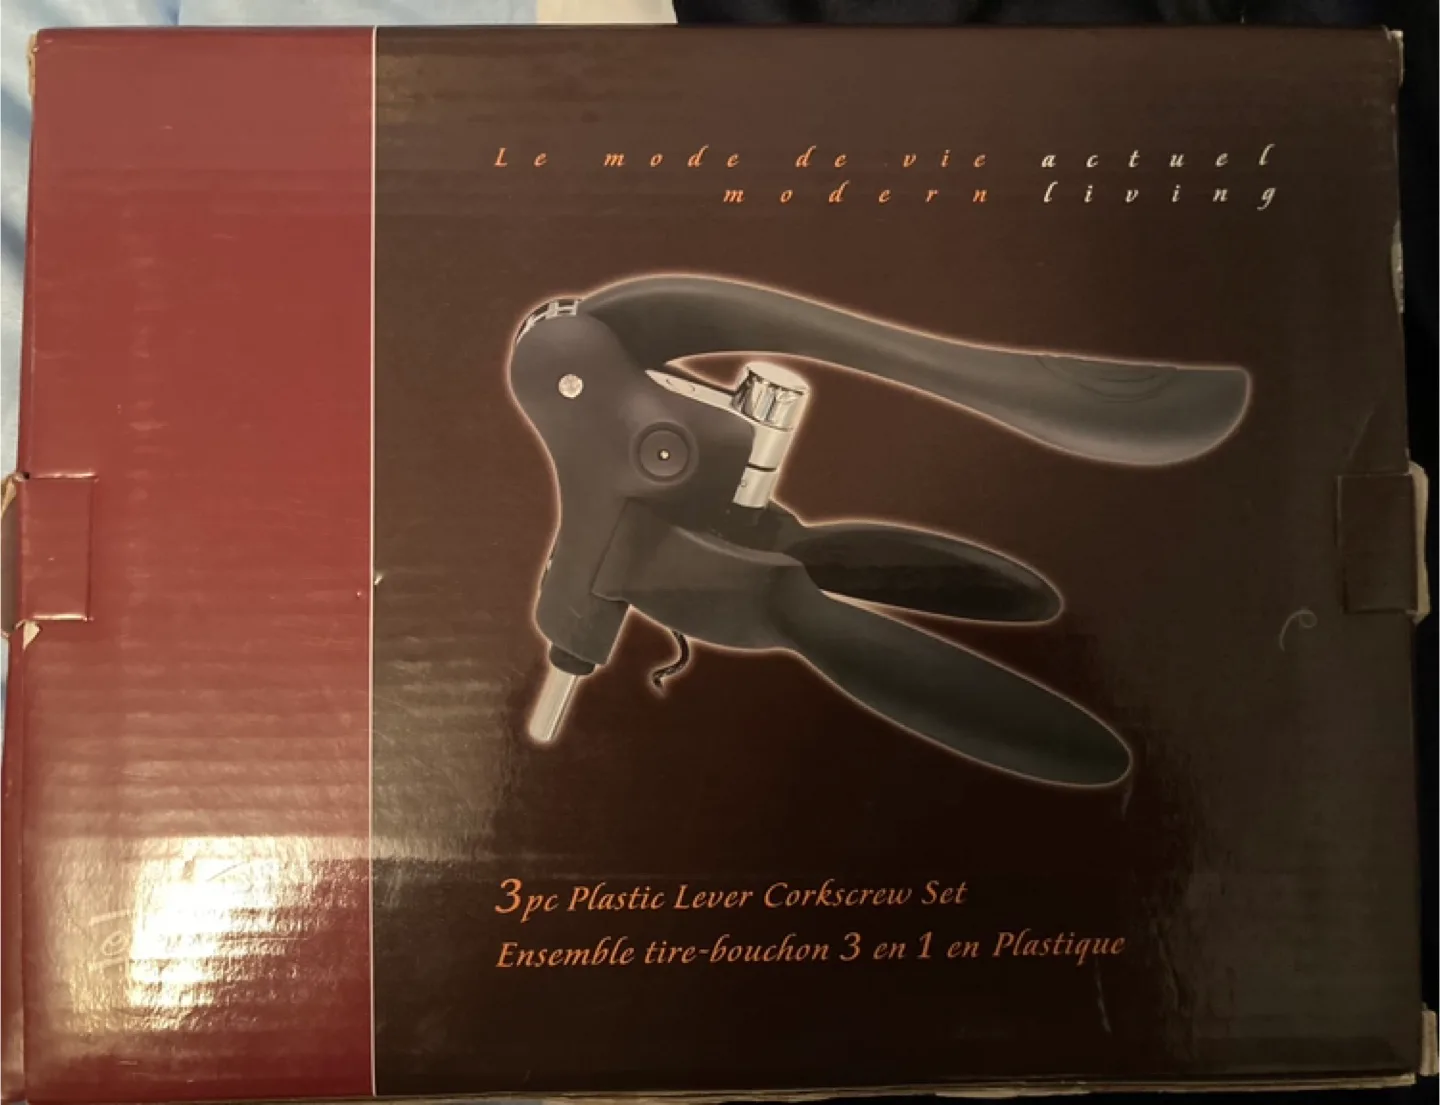 Le mode de vie actuel
modern living
3pc Plastic Lever Corkscrew Set
Ensemble tire-bouchon 3 en 1 en Plastique